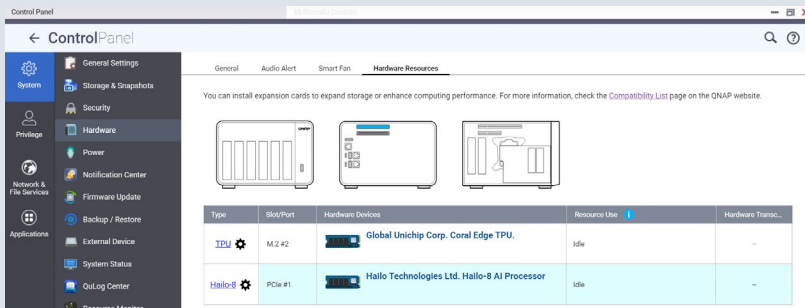 Control Panel
Multimedia Console
ControlPanel
System
Privilege
Network &
File Services
Applications
General Settings
Storage & Snapshots
Security
Hardware
Power
Notification Center
Firmware Update
Backup / Restore
External Device
System Status
QuLog Center
Resource Monitor
General Audio Alert Smart Fan Hardware Resources
You can install expansion cards to expand storage or enhance computing performance. For more information, check the Compatibility List page on the QNAP website.
QNAP
Type Slot/Port Hardware Devices Resource Use i Hardware Transc...
TPU M.2 #2 Global Unichip Corp. Coral Edge TPU. Idle --
Hailo-8 PCIe #1 Hailo Technologies Ltd. Hailo-8 AI Processor Idle --